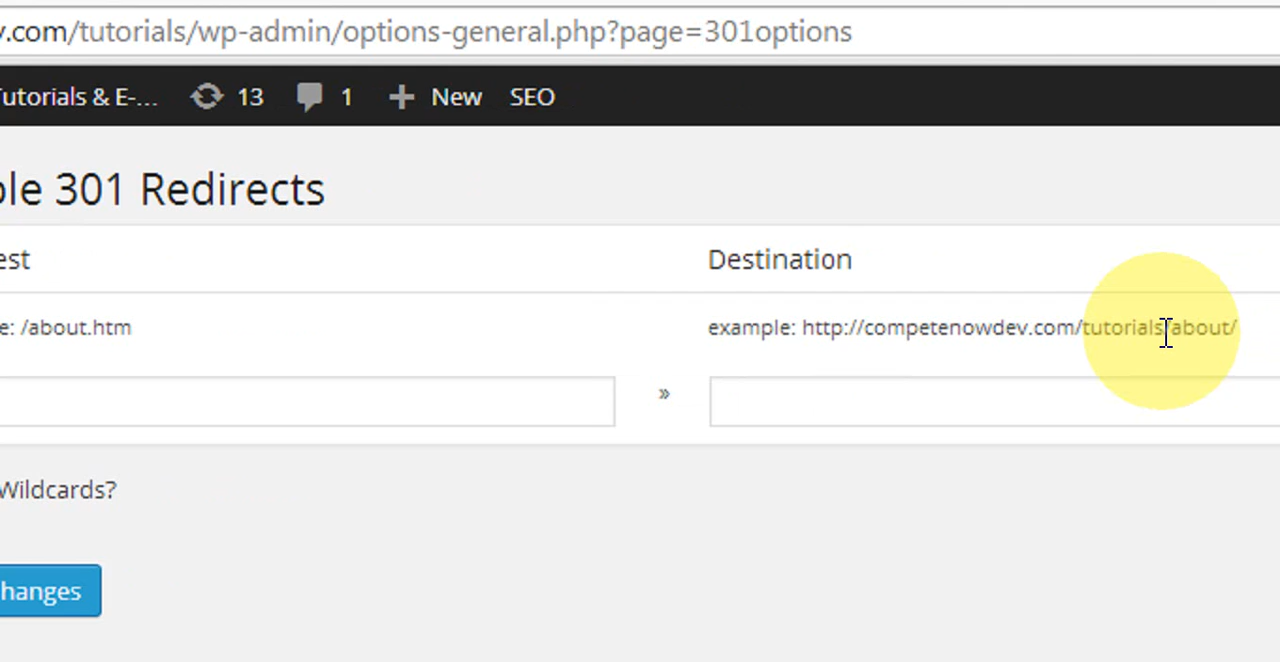 v.com/tutorials/wp-admin/options-general.php?page=301options
Tutorials & E-... 13 1 New SEO
ple 301 Redirects
est Destination
e: /about.htm example: http://competenowdev.com/tutorials/about/
»
Wildcards?
hanges